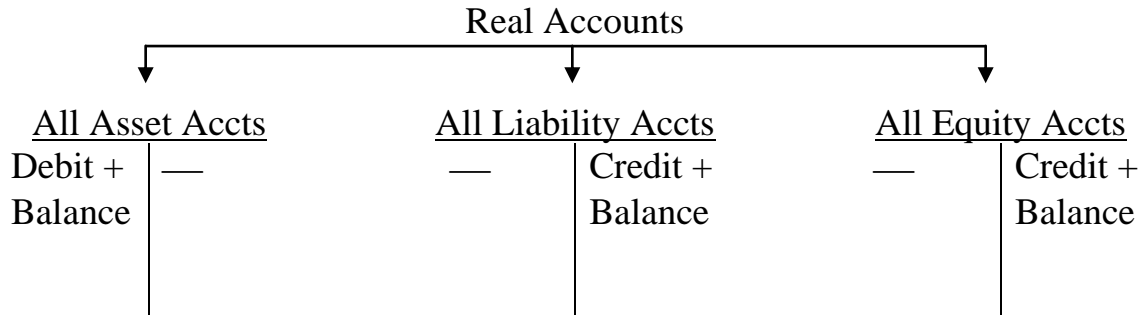 Real Accounts
All Asset Accts All Liability Accts All Equity Accts
Debit + — — Credit + — Credit +
Balance Balance Balance